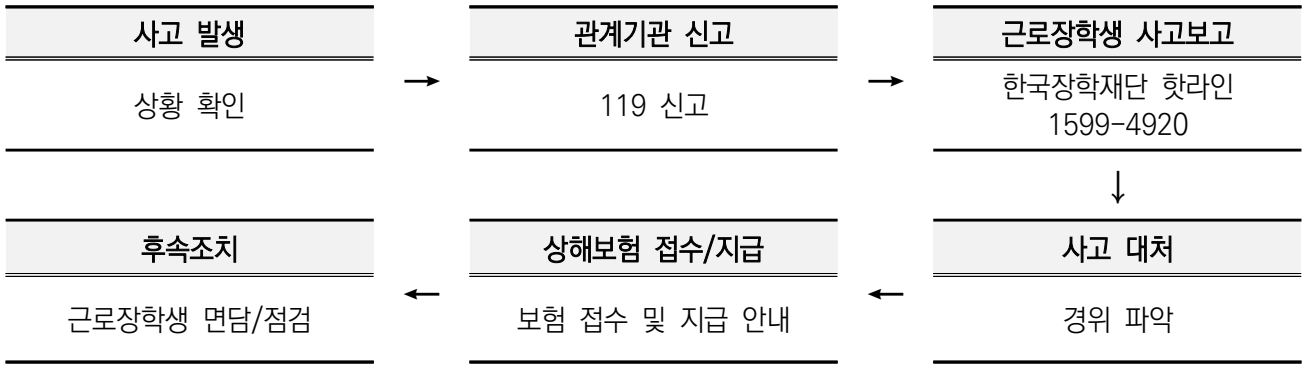 사고 발생
상황 확인
→
관계기관 신고
119 신고
→
근로장학생 사고보고
한국장학재단 핫라인
1599-4920
↓
사고 대처
경위 파악
←
상해보험 접수/지급
보험 접수 및 지급 안내
←
후속조치
근로장학생 면담/점검